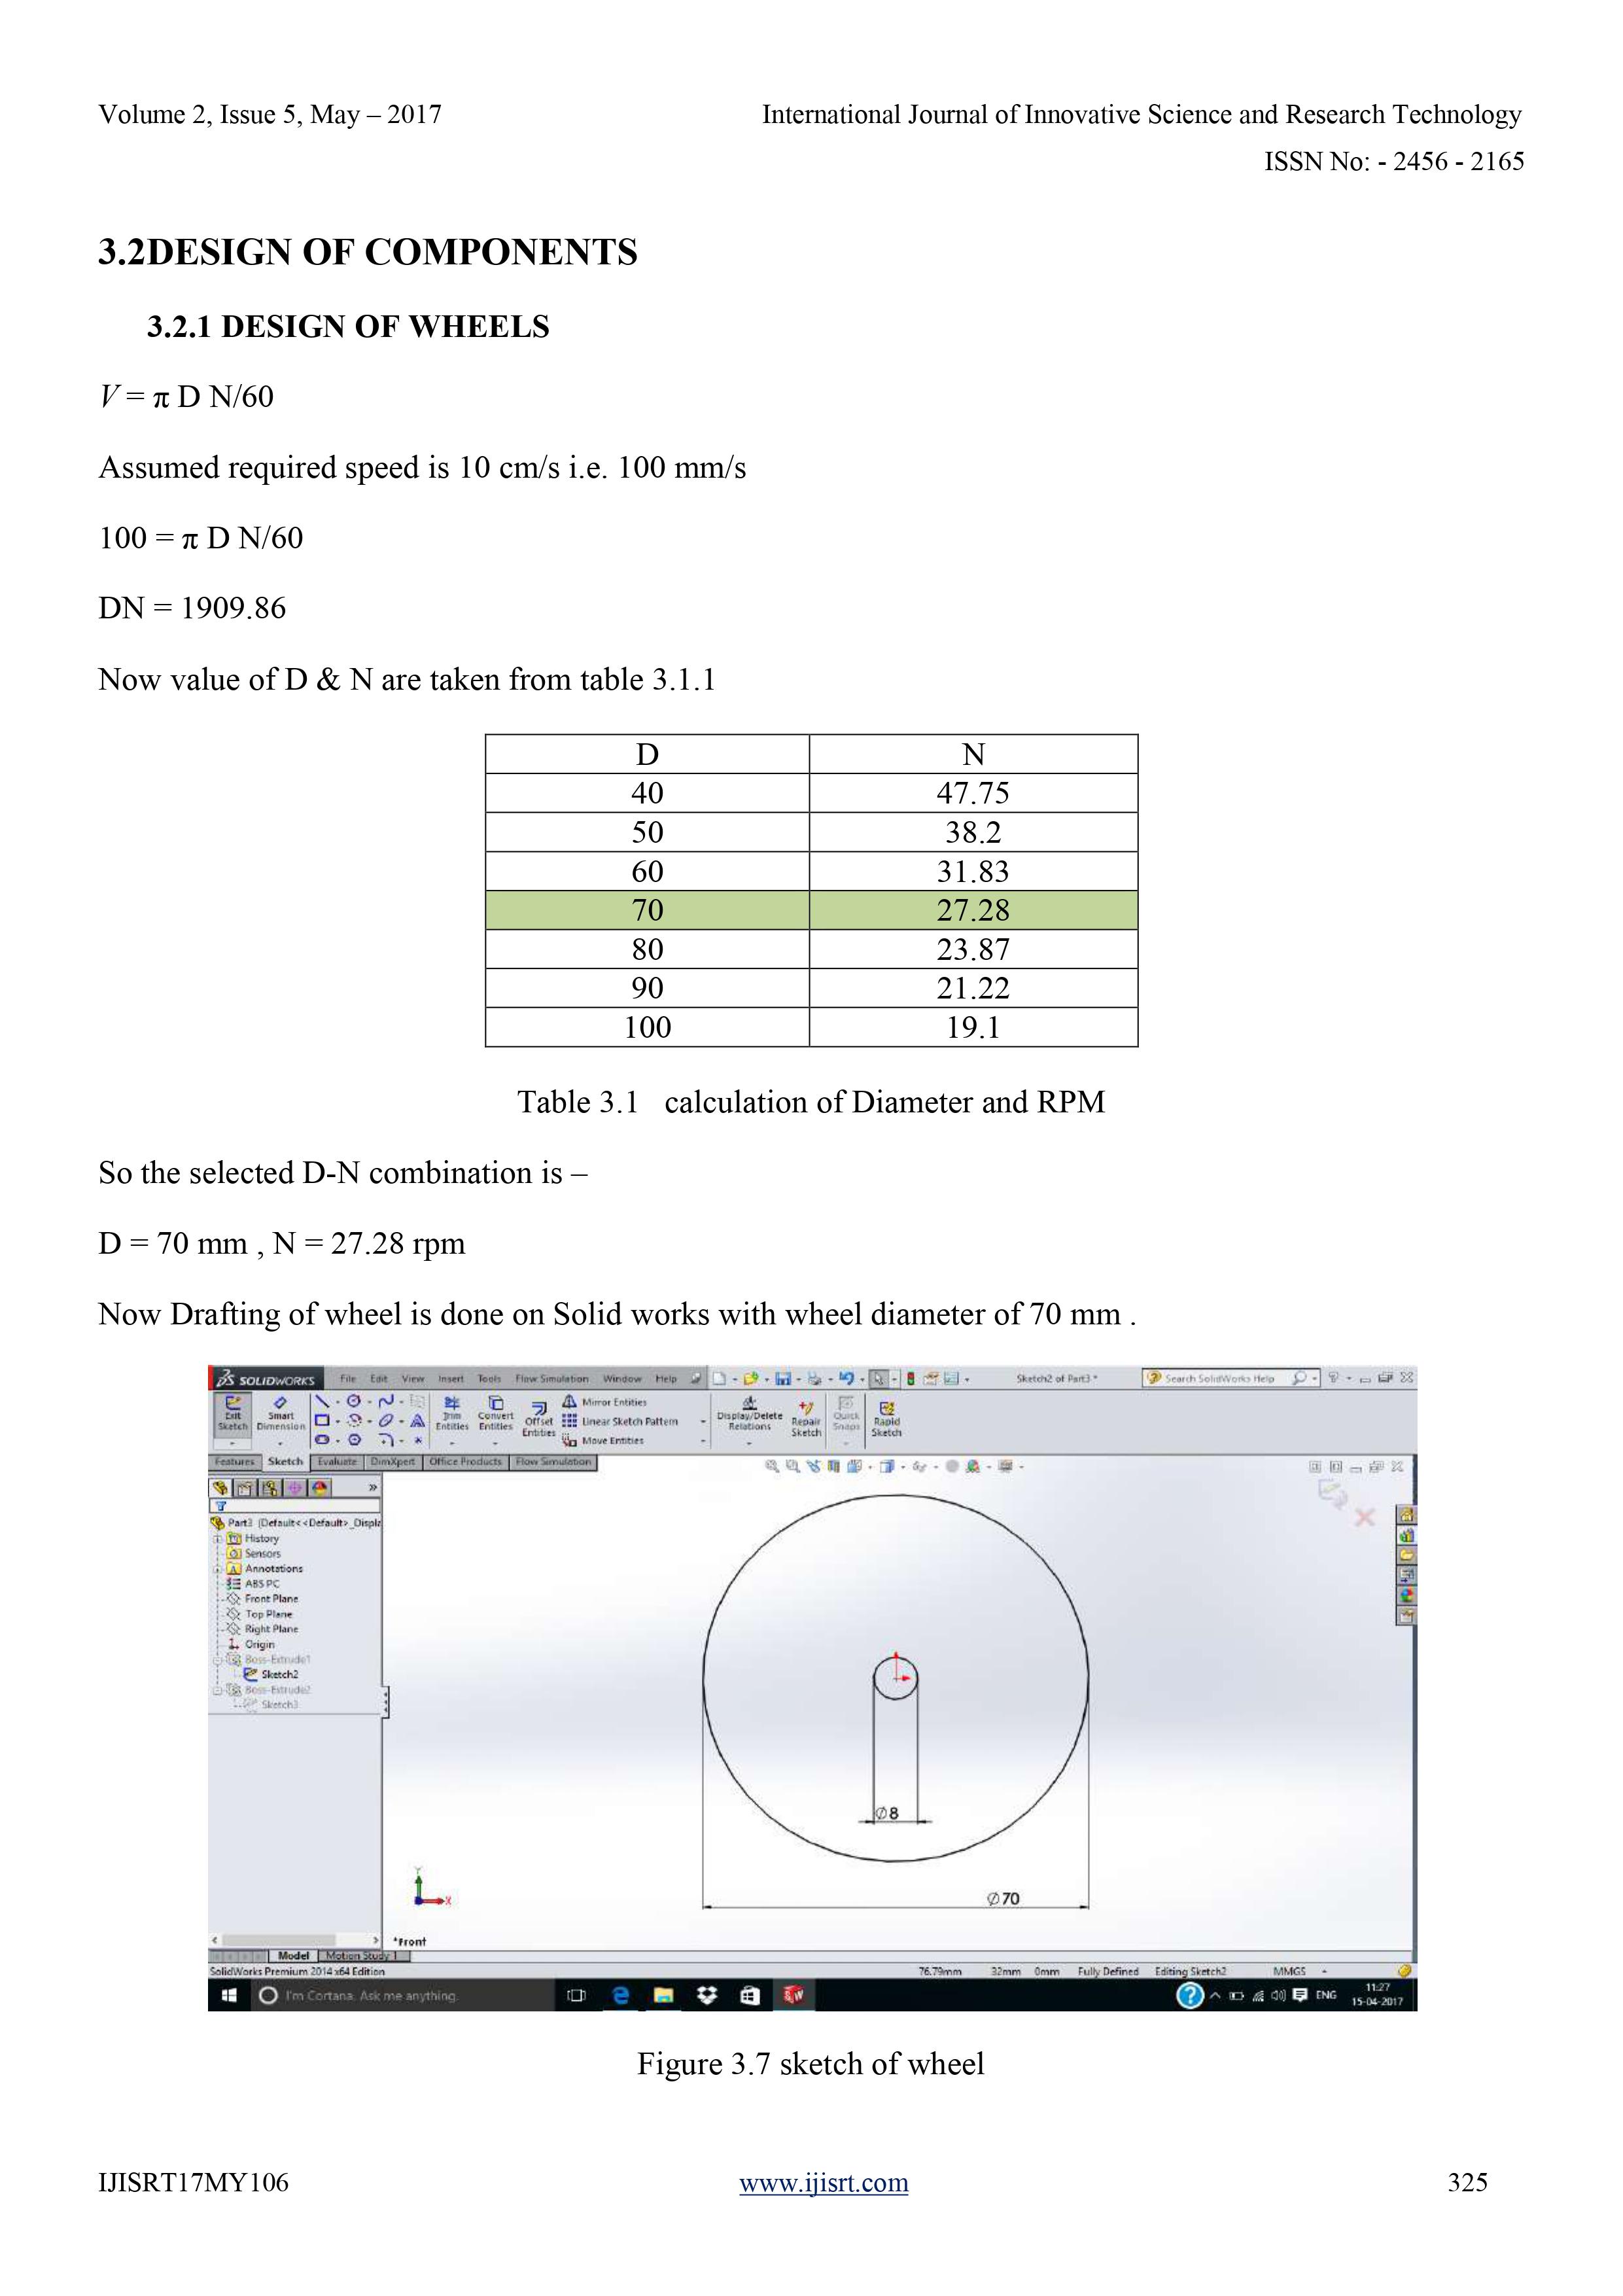 Volume 2, Issue 5, May – 2017 International Journal of Innovative Science and Research Technology
ISSN No: - 2456 - 2165
3.2DESIGN OF COMPONENTS
3.2.1 DESIGN OF WHEELS
V = π D N/60
Assumed required speed is 10 cm/s i.e. 100 mm/s
100 = π D N/60
DN = 1909.86
Now value of D & N are taken from table 3.1.1
D N
40 47.75
50 38.2
60 31.83
70 27.28
80 23.87
90 21.22
100 19.1
Table 3.1 calculation of Diameter and RPM
So the selected D-N combination is –
D = 70 mm , N = 27.28 rpm
Now Drafting of wheel is done on Solid works with wheel diameter of 70 mm .
SOLIDWORKS File Edit View Insert Tools Flow Simulation Window Help Sketch2 of Part3 * Search SolidWorks Help
Exit Sketch
Smart Dimension
Trim Entities
Convert Entities
Offset Entities
Mirror Entities
Linear Sketch Pattern
Move Entities
Display/Delete Relations
Repair Sketch
Quick Snaps
Rapid Sketch
Features Sketch Evaluate DimXpert Office Products Flow Simulation
Part3 (Default<<Default>_Displa
History
Sensors
Annotations
ABS PC
Front Plane
Top Plane
Right Plane
Origin
Boss-Extrude1
Sketch2
Boss-Extrude2
Sketch3
∅8
∅70
Y
X
*Front
Model Motion Study 1
SolidWorks Premium 2014 x64 Edition 76.79mm 32mm 0mm Fully Defined Editing Sketch2 MMGS
I'm Cortana. Ask me anything. ENG 11:27
15-04-2017
Figure 3.7 sketch of wheel
IJISRT17MY106 www.ijisrt.com 325